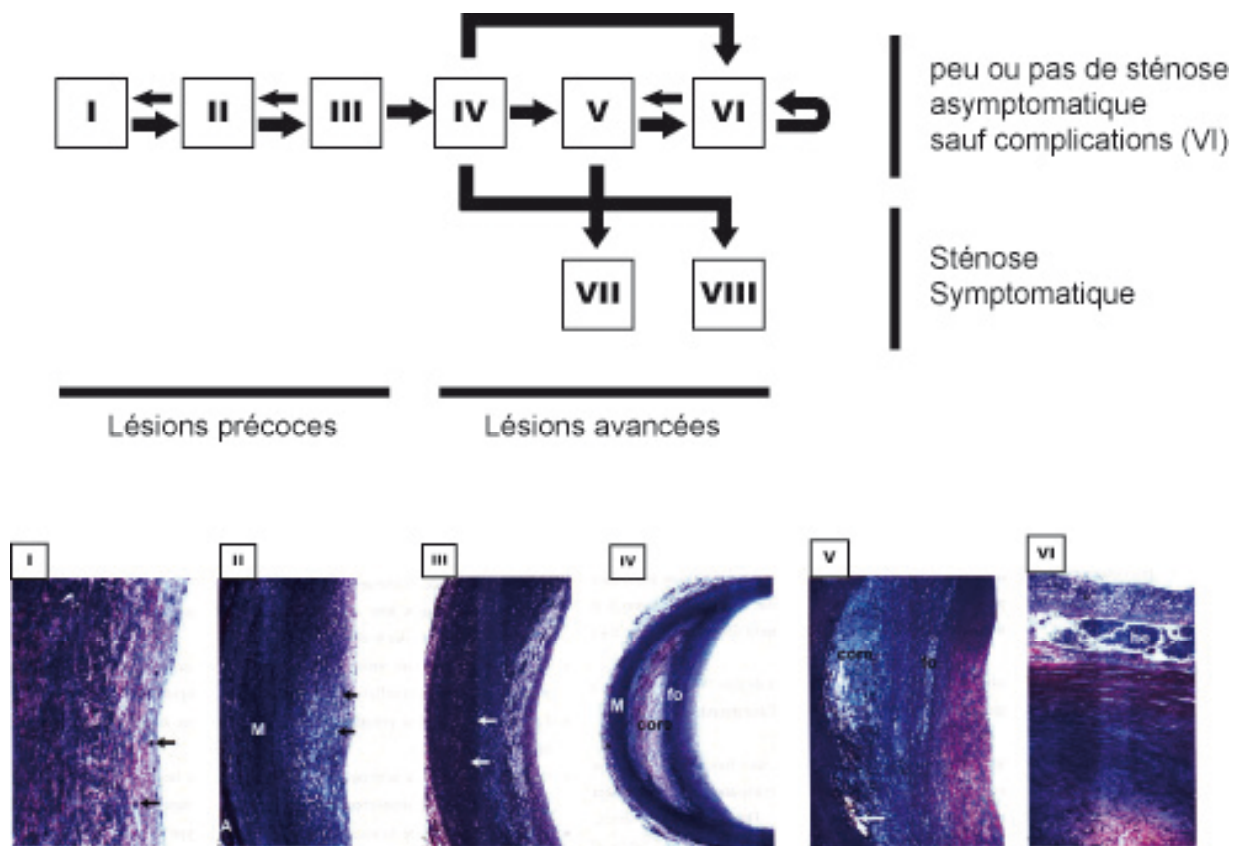 I II III IV V VI
peu ou pas de sténose
asymptomatique
sauf complications (VI)
VII VIII
Sténose
Symptomatique
Lésions précoces
Lésions avancées
I
II
III
IV
V
VI
M
A
M
core
fo
core
fo
he